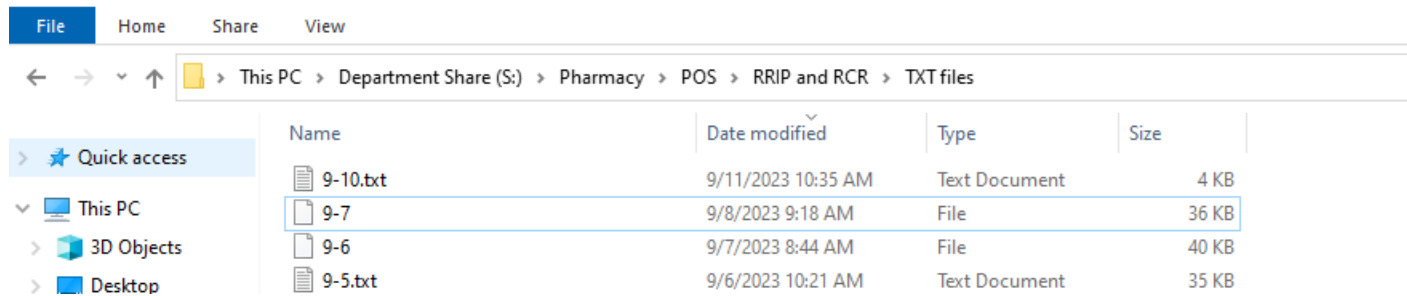 File Home Share View
This PC > Department Share (S:) > Pharmacy > POS > RRIP and RCR > TXT files
Name Date modified Type Size
Quick access
9-10.txt 9/11/2023 10:35 AM Text Document 4 KB
This PC
9-7 9/8/2023 9:18 AM File 36 KB
3D Objects
9-6 9/7/2023 8:44 AM File 40 KB
Desktop
9-5.txt 9/6/2023 10:21 AM Text Document 35 KB